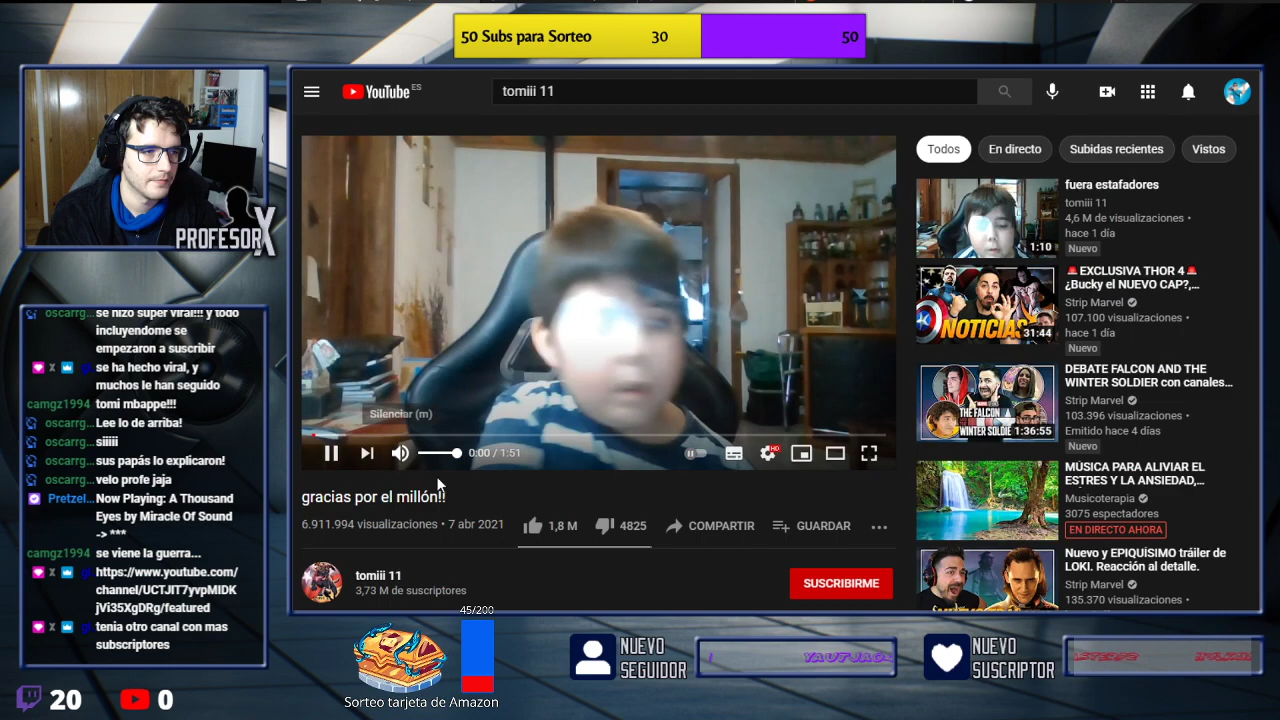 50 Subs para Sorteo 30 50
YouTube ES
tomiii 11
PROFESOR X
Todos
En directo
Subidas recientes
Vistos
Silenciar (m)
0:00 / 1:51
HD
gracias por el millón!!
6.911.994 visualizaciones • 7 abr 2021
1,8 M
4825
COMPARTIR
GUARDAR
tomiii 11
3,73 M de suscriptores
SUSCRIBIRME
fuera estafadores
tomiii 11
4,6 M de visualizaciones •
hace 1 día
Nuevo
1:10
🚨EXCLUSIVA THOR 4🚨
¿Bucky el NUEVO CAP?,...
Strip Marvel
107.100 visualizaciones •
hace 1 día
Nuevo
NOTICIAS
31:44
DEBATE FALCON AND THE
WINTER SOLDIER con canales...
Strip Marvel
103.396 visualizaciones •
Emitido hace 4 días
Nuevo
THE FALCON
WINTER SOLDIE
1:36:55
MÚSICA PARA ALIVIAR EL
ESTRES Y LA ANSIEDAD,...
Musicoterapia
3075 espectadores
EN DIRECTO AHORA
Nuevo y EPIQUÍSIMO tráiler de
LOKI. Reacción al detalle.
Strip Marvel
135.370 visualizaciones •
oscarrg... se hizo super viral!!! y todo
incluyendome se
empezaron a suscribir
se ha hecho viral, y
muchos le han seguido
camgz1994 tomi mbappe!!!
oscarrg... Lee lo de arriba!
oscarrg... siiiii
oscarrg... sus papás lo explicaron!
oscarrg... velo profe jaja
Pretzel... Now Playing: A Thousand
Eyes by Miracle Of Sound
-> ***
camgz1994 se viene la guerra...
https://www.youtube.com/
channel/UCTJIT7yvpMIDK
jVi35XgDRg/featured
tenia otro canal con mas
subscriptores
45/200
Sorteo tarjeta de Amazon
NUEVO
SEGUIDOR
NUEVO
SUSCRIPTOR
20
0